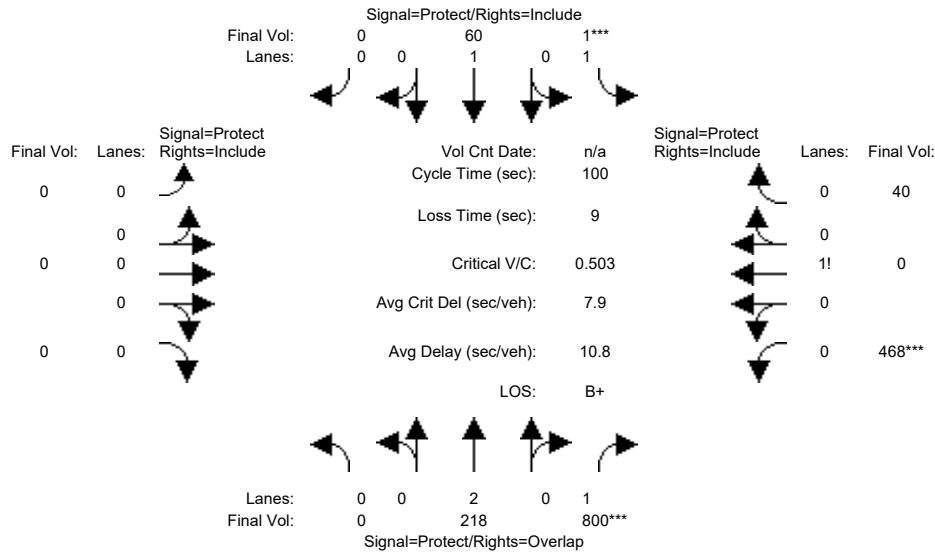 Signal=Protect/Rights=Include
Final Vol: 0 60 1***
Lanes: 0 0 1 0 1
Signal=Protect
Final Vol: Lanes: Rights=Include
Vol Cnt Date: n/a
Signal=Protect
Rights=Include Lanes: Final Vol:
Cycle Time (sec): 100
0 0
0 40
Loss Time (sec): 9
0
0
0 0
Critical V/C: 0.503
1! 0
0
Avg Crit Del (sec/veh): 7.9
0
0 0
Avg Delay (sec/veh): 10.8
0 468***
LOS: B+
Lanes: 0 0 2 0 1
Final Vol: 0 218 800***
Signal=Protect/Rights=Overlap